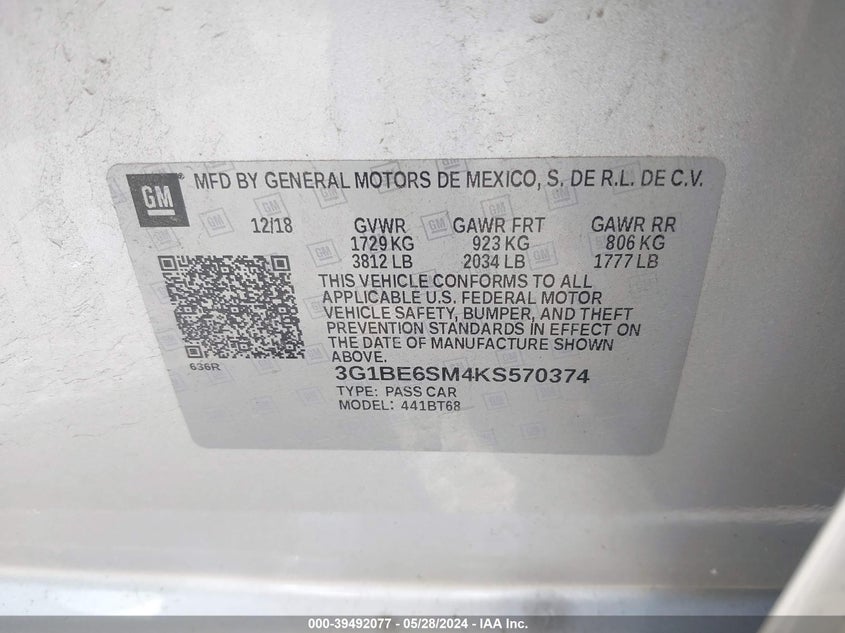 GM
® MFD BY GENERAL MOTORS DE MEXICO, S. DE R.L. DE C.V.
12/18 GVWR GAWR FRT GAWR RR
1729 KG 923 KG 806 KG
3812 LB 2034 LB 1777 LB
THIS VEHICLE CONFORMS TO ALL
APPLICABLE U.S. FEDERAL MOTOR
VEHICLE SAFETY, BUMPER, AND THEFT
PREVENTION STANDARDS IN EFFECT ON
THE DATE OF MANUFACTURE SHOWN
ABOVE.
636R
3G1BE6SM4KS570374
TYPE: PASS CAR
MODEL: 441BT68
000-39492077 - 05/28/2024 - IAAI.COM